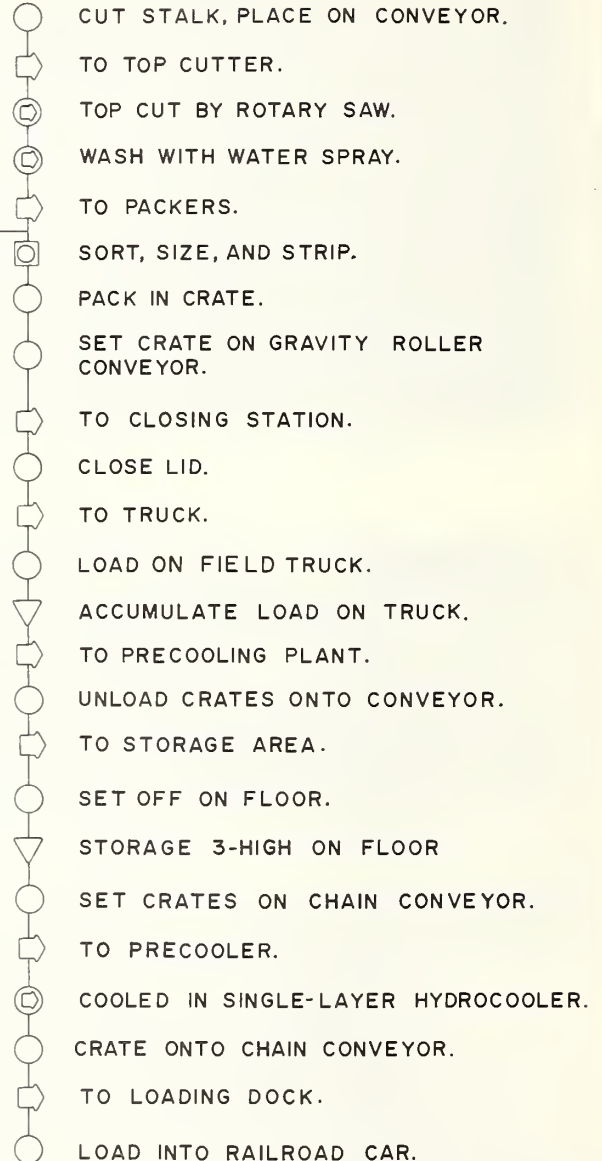 CUT STALK, PLACE ON CONVEYOR.
TO TOP CUTTER.
TOP CUT BY ROTARY SAW.
WASH WITH WATER SPRAY.
TO PACKERS.
SORT, SIZE, AND STRIP.
PACK IN CRATE.
SET CRATE ON GRAVITY ROLLER
CONVEYOR.
TO CLOSING STATION.
CLOSE LID.
TO TRUCK.
LOAD ON FIELD TRUCK.
ACCUMULATE LOAD ON TRUCK.
TO PRECOOLING PLANT.
UNLOAD CRATES ONTO CONVEYOR.
TO STORAGE AREA.
SET OFF ON FLOOR.
STORAGE 3-HIGH ON FLOOR
SET CRATES ON CHAIN CONVEYOR.
TO PRECOOLER.
COOLED IN SINGLE-LAYER HYDROCOOLER.
CRATE ONTO CHAIN CONVEYOR.
TO LOADING DOCK.
LOAD INTO RAILROAD CAR.